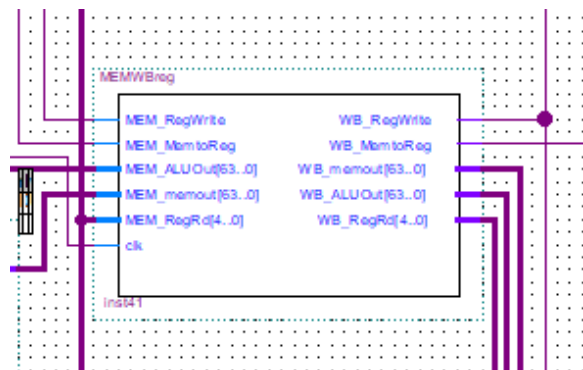 MEMWBreg
MEM_RegWrite WB_RegWrite
MEM_MemtoReg WB_MemtoReg
MEM_ALUOut[63..0] WB_memout[63..0]
MEM_memout[63..0] WB_ALUOut[63..0]
MEM_RegRd[4..0] WB_RegRd[4..0]
clk
inst41